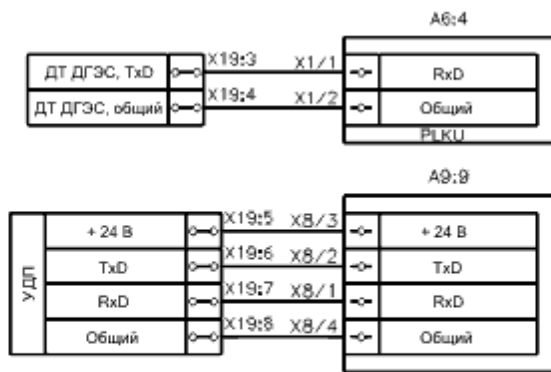 A6:4
ДТ ДГЭС, TxD X19:3 X1/1 RxD
ДТ ДГЭС, общий X19:4 X1/2 Общий
PLKU
A9:9
УДП
+ 24 В X19:5 X8/3 + 24 В
TxD X19:6 X8/2 TxD
RxD X19:7 X8/1 RxD
Общий X19:8 X8/4 Общий